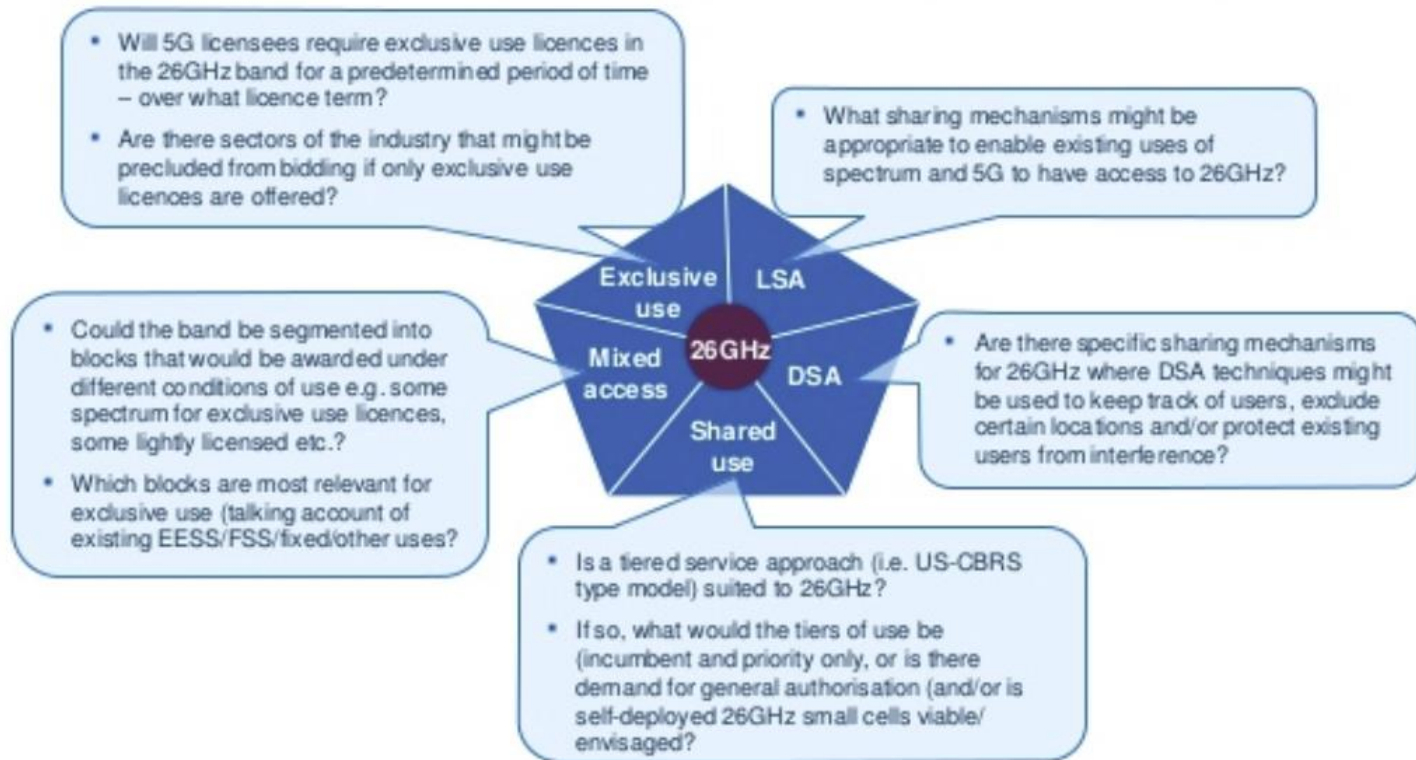 • Will 5G licensees require exclusive use licences in
the 26GHz band for a predetermined period of time
– over what licence term?
• Are there sectors of the industry that might be
precluded from bidding if only exclusive use
licences are offered?
• What sharing mechanisms might be
appropriate to enable existing uses of
spectrum and 5G to have access to 26GHz?
Exclusive
use
LSA
26GHz
Mixed
access
DSA
Shared
use
• Could the band be segmented into
blocks that would be awarded under
different conditions of use e.g. some
spectrum for exclusive use licences,
some lightly licensed etc.?
• Which blocks are most relevant for
exclusive use (talking account of
existing EESS/FSS/fixed/other uses?
• Are there specific sharing mechanisms
for 26GHz where DSA techniques might
be used to keep track of users, exclude
certain locations and/or protect existing
users from interference?
• Is a tiered service approach (i.e. US-CBRS
type model) suited to 26GHz?
• If so, what would the tiers of use be
(incumbent and priority only, or is there
demand for general authorisation (and/or is
self-deployed 26GHz small cells viable/
envisaged?